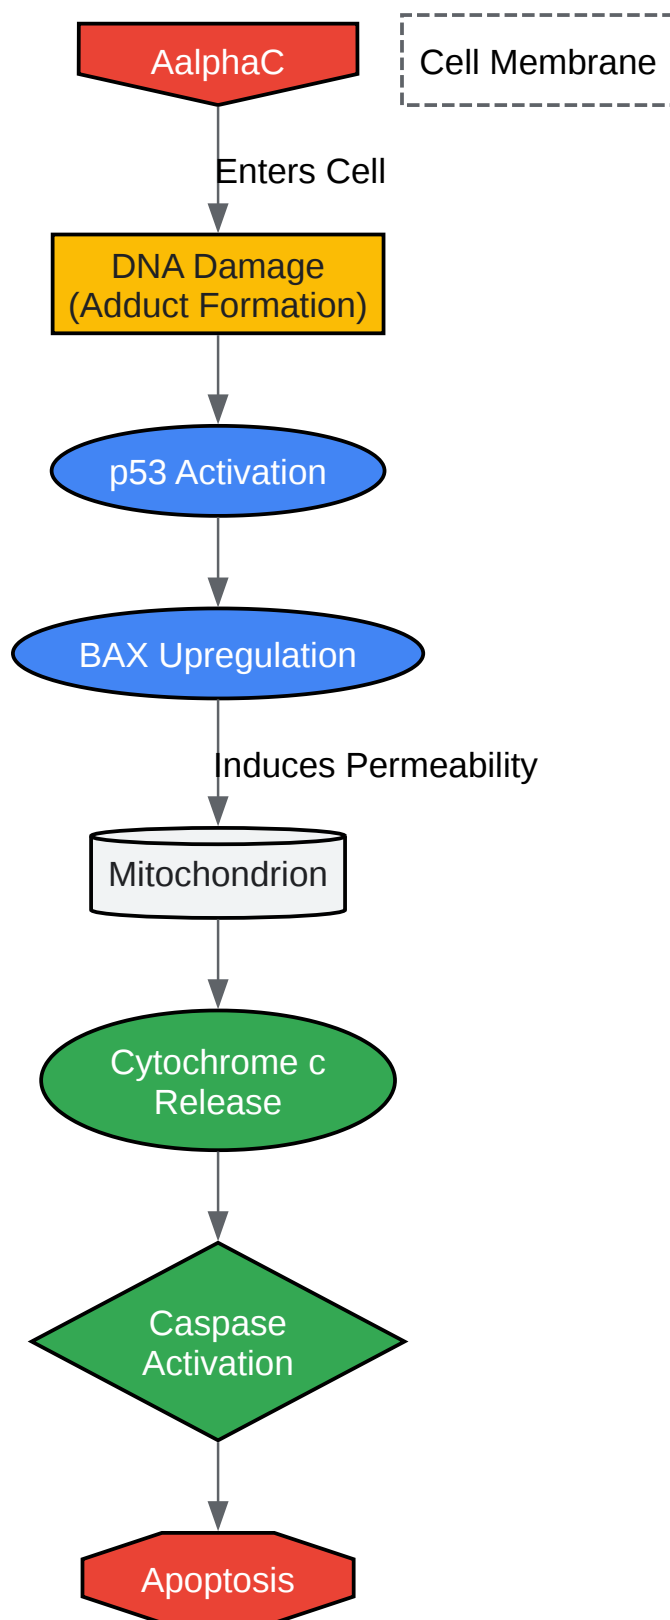 AalphaC
Cell Membrane
Enters Cell
DNA Damage
(Adduct Formation)
p53 Activation
BAX Upregulation
Induces Permeability
Mitochondrion
Cytochrome c
Release
Caspase
Activation
Apoptosis